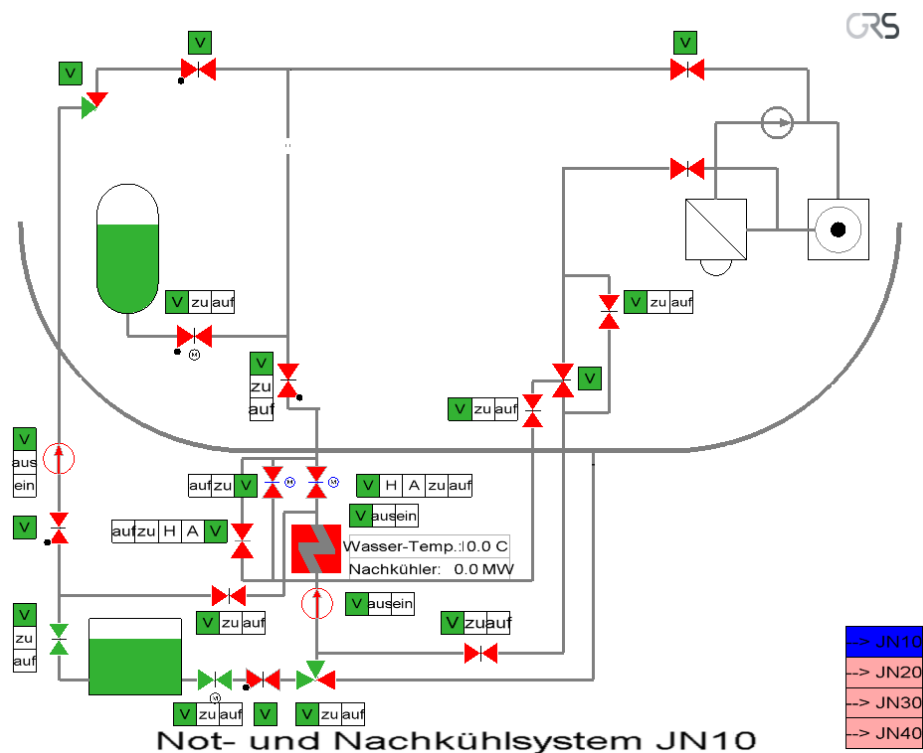 GRS
V
V
V
V zu auf
V zu auf
V
zu
auf
V
V zu auf
V
aus
ein
auf zu V
V H A zu auf
V aus ein
auf zu H A V
V
Wasser-Temp.: 0.0 C
Nachkühler: 0.0 MW
V aus ein
V
zu
auf
V zu auf
V zu auf
--> JN10
--> JN20
--> JN30
--> JN40
V zu auf
V
V zu auf
M
M
M
M
Not- und Nachkühlsystem JN10